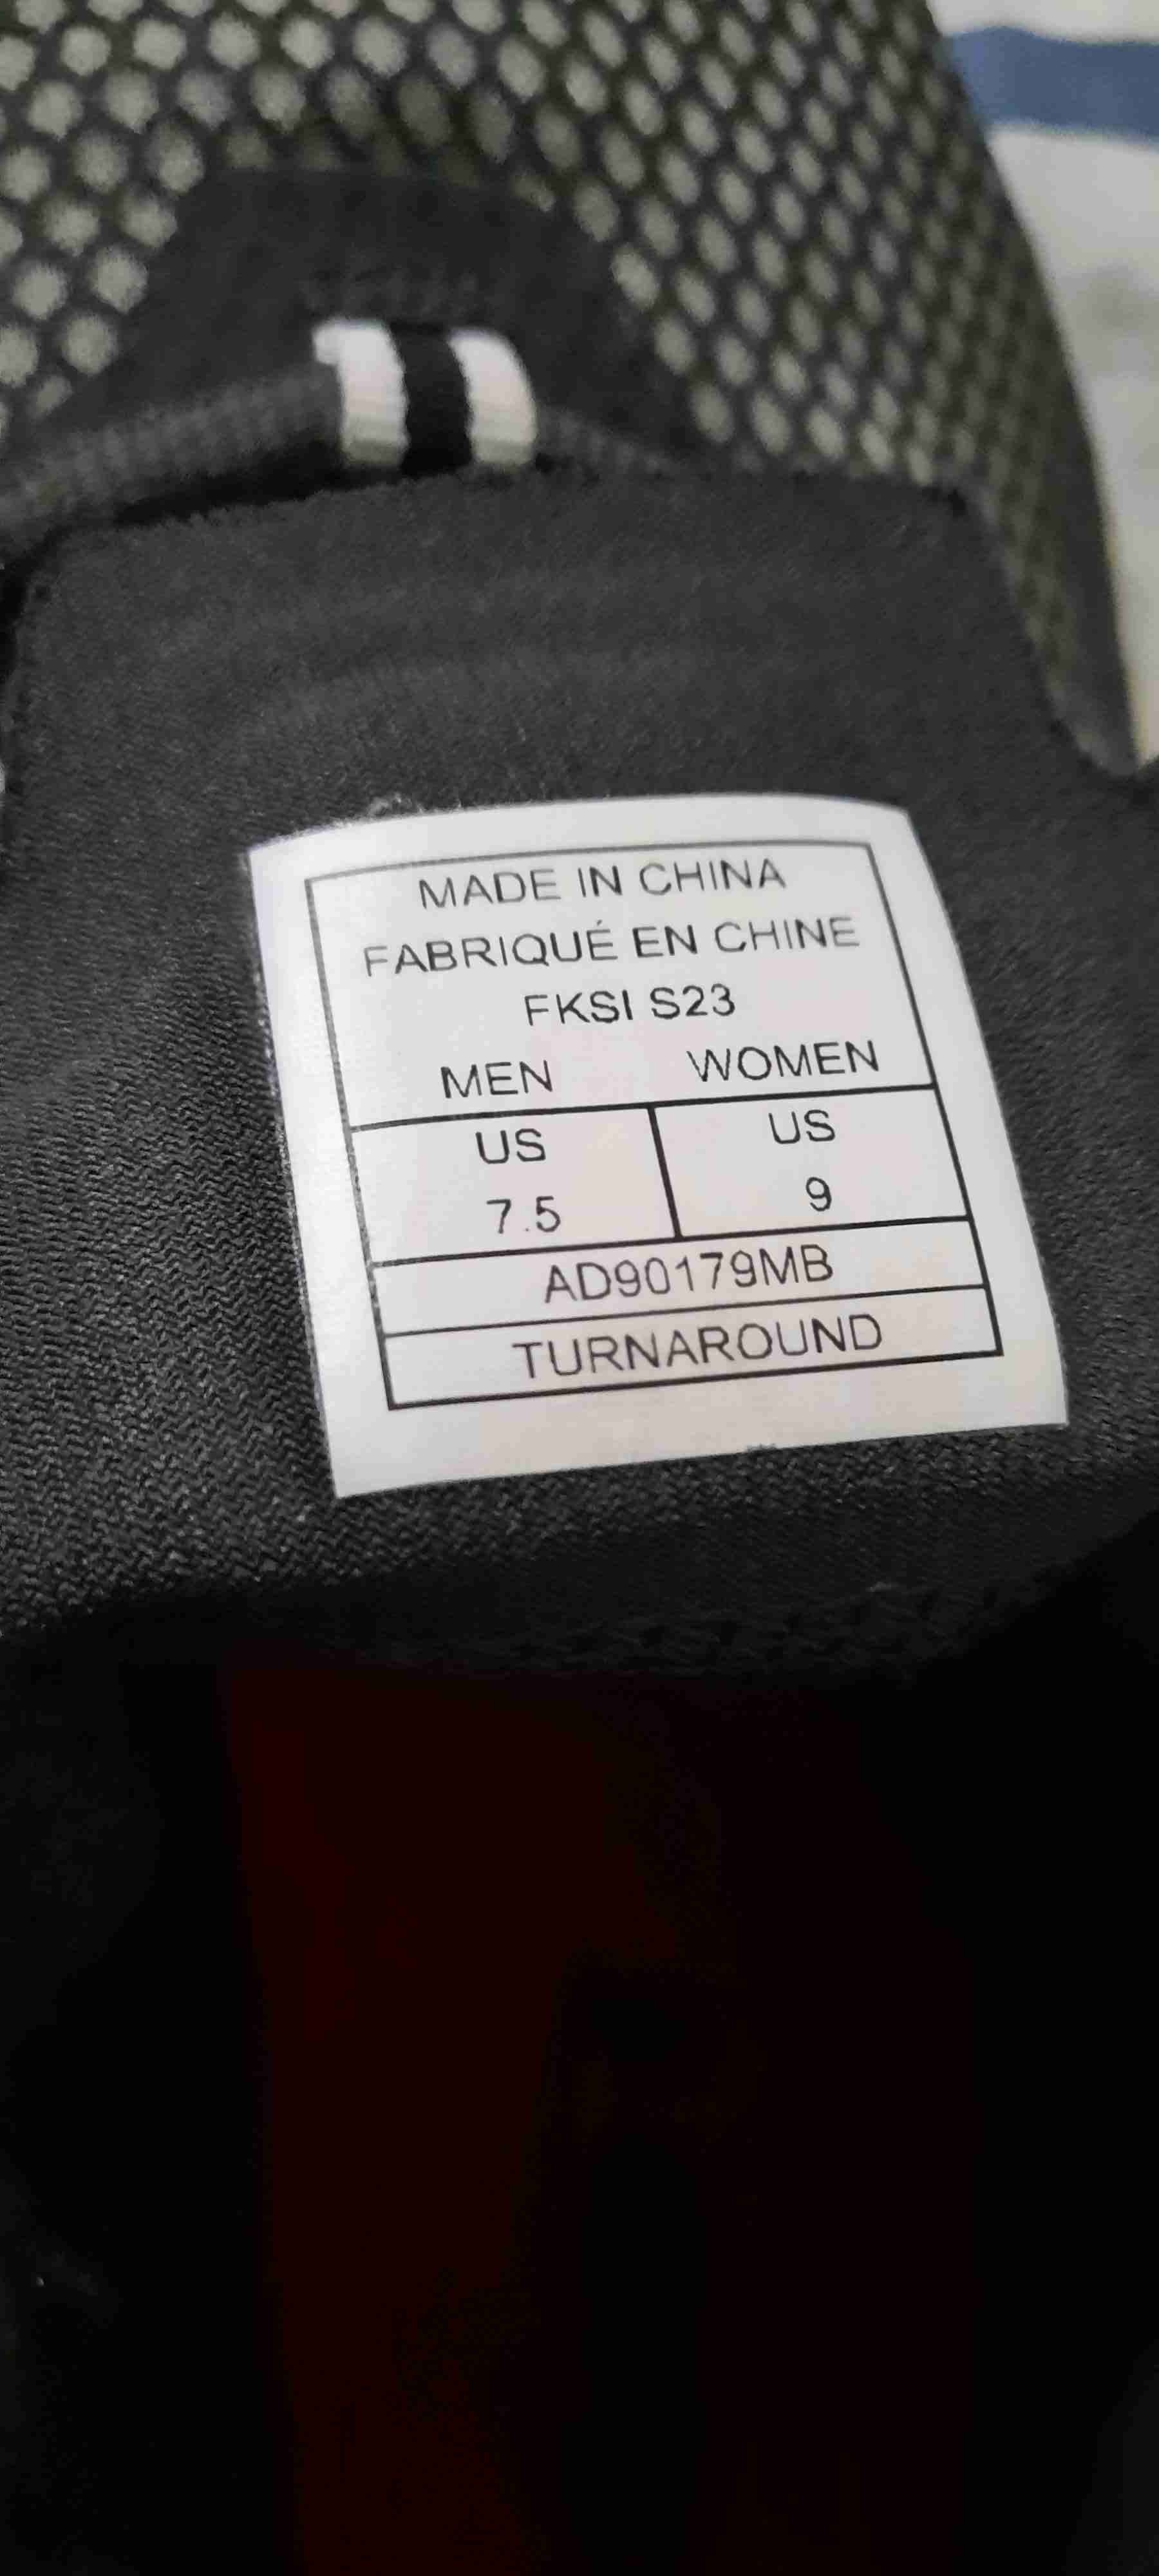 MADE IN CHINA
FABRIQUÉ EN CHINE
FKSI S23
MEN WOMEN
US US
7.5 9
AD90179MB
TURNAROUND